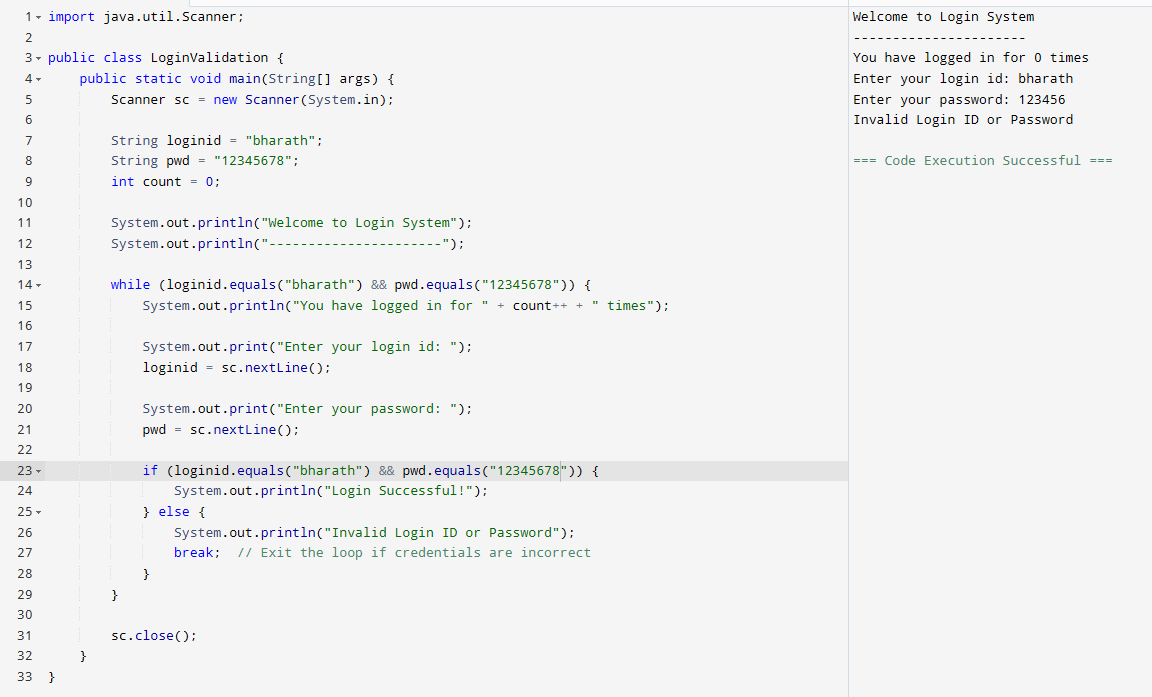 1 import java.util.Scanner;
2
3 public class LoginValidation {
4     public static void main(String[] args) {
5         Scanner sc = new Scanner(System.in);
6
7         String loginid = "bharath";
8         String pwd = "12345678";
9         int count = 0;
10
11         System.out.println("Welcome to Login System");
12         System.out.println("----------------------");
13
14         while (loginid.equals("bharath") && pwd.equals("12345678")) {
15             System.out.println("You have logged in for " + count++ + " times");
16
17             System.out.print("Enter your login id: ");
18             loginid = sc.nextLine();
19
20             System.out.print("Enter your password: ");
21             pwd = sc.nextLine();
22
23             if (loginid.equals("bharath") && pwd.equals("12345678")) {
24                 System.out.println("Login Successful!");
25             } else {
26                 System.out.println("Invalid Login ID or Password");
27                 break;  // Exit the loop if credentials are incorrect
28             }
29         }
30
31         sc.close();
32     }
33 }
Welcome to Login System
----------------------
You have logged in for 0 times
Enter your login id: bharath
Enter your password: 123456
Invalid Login ID or Password
=== Code Execution Successful ===